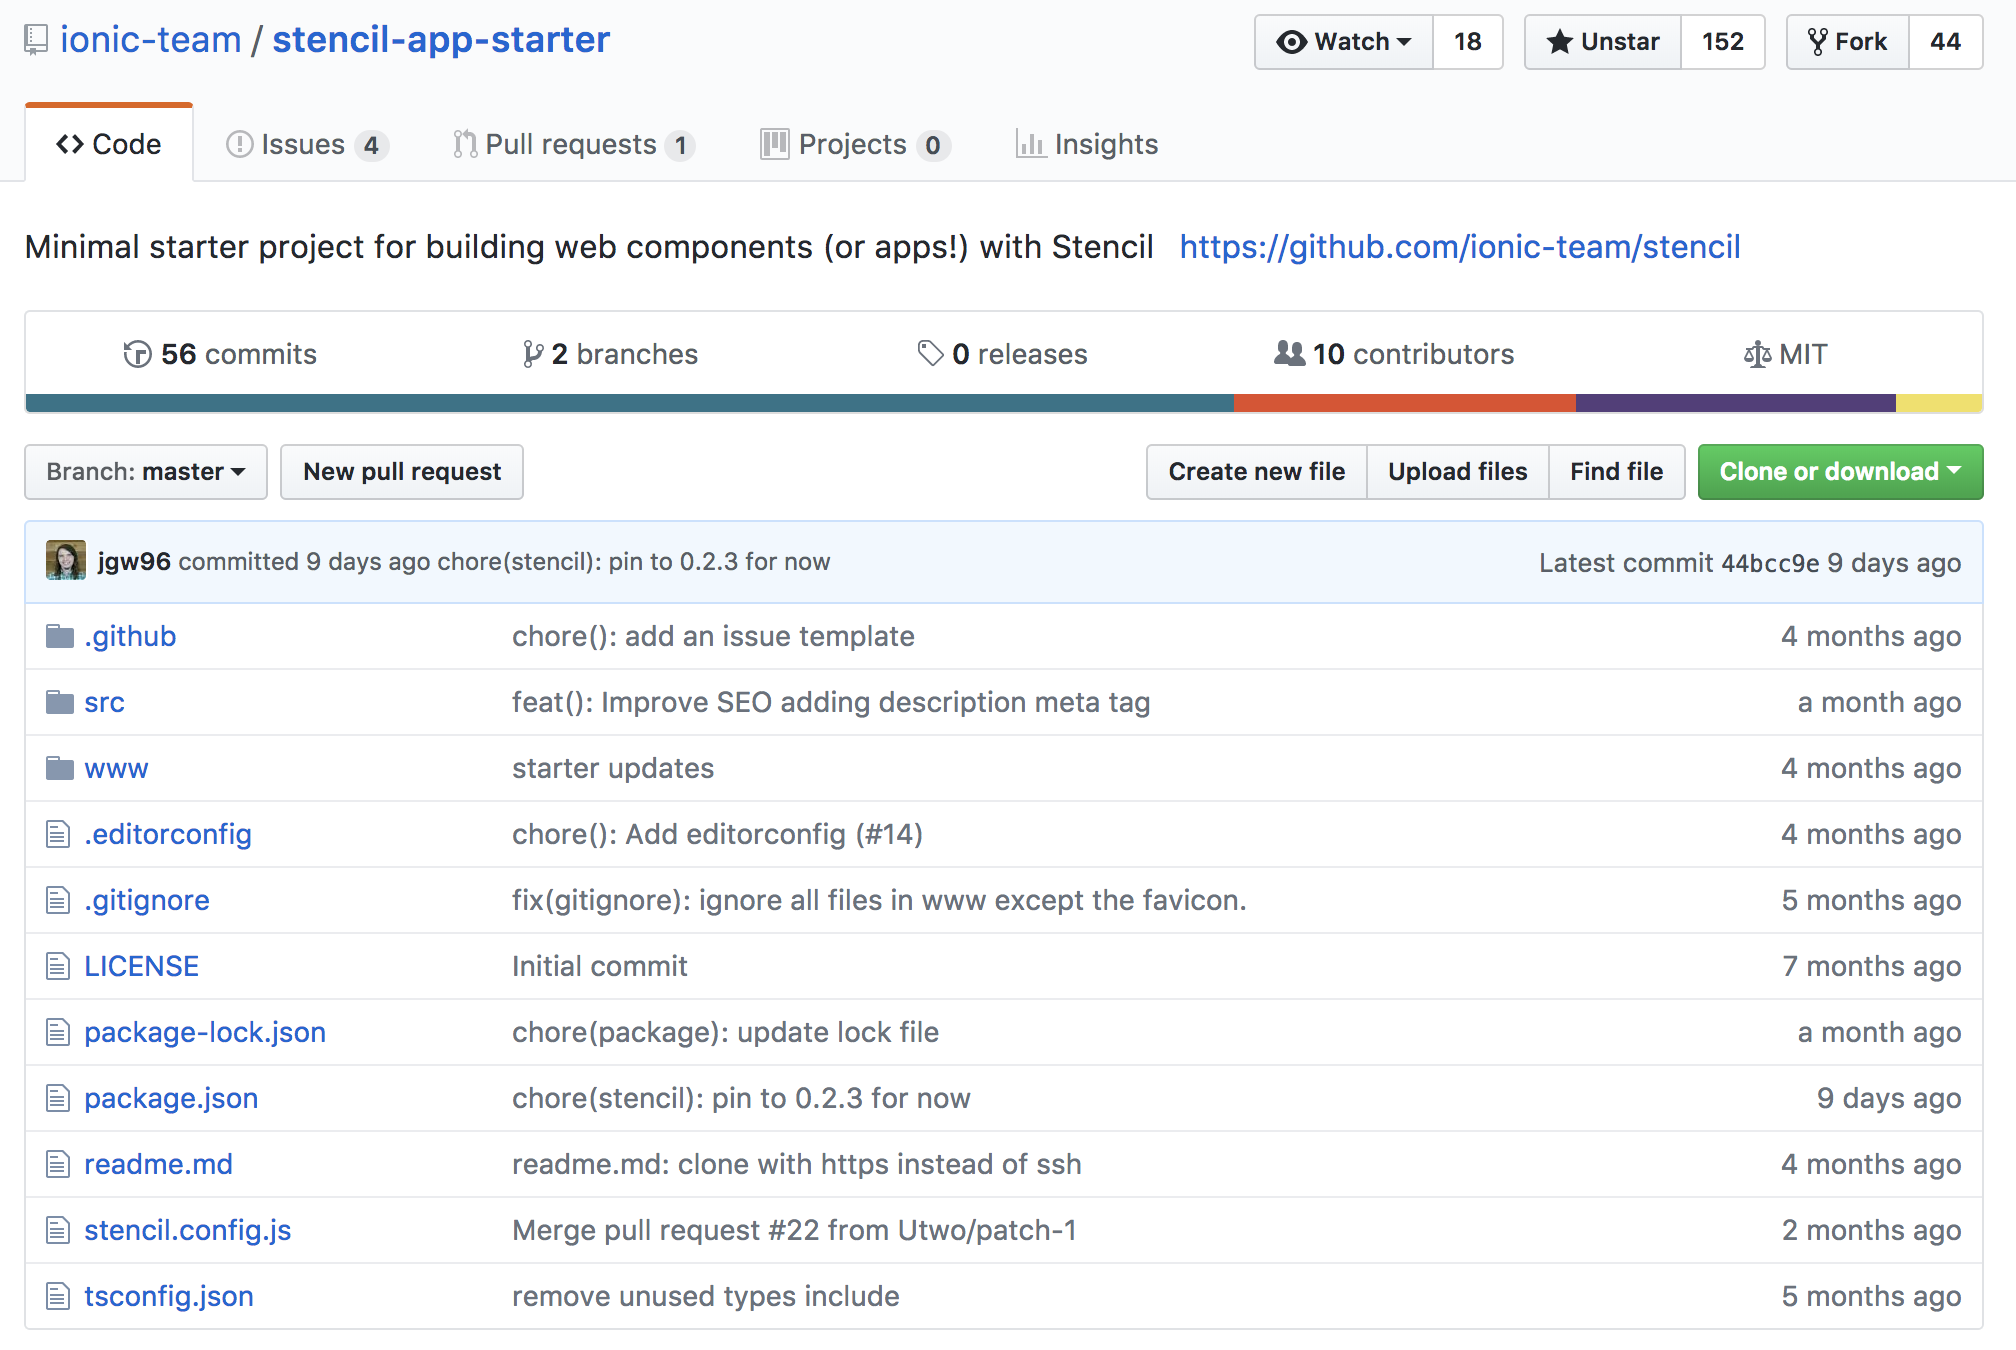 ionic-team / stencil-app-starter Watch 18 Unstar 152 Fork 44
Code Issues 4 Pull requests 1 Projects 0 Insights
Minimal starter project for building web components (or apps!) with Stencil https://github.com/ionic-team/stencil
56 commits 2 branches 0 releases 10 contributors MIT
Branch: master New pull request Create new file Upload files Find file Clone or download
jgw96 committed 9 days ago chore(stencil): pin to 0.2.3 for now Latest commit 44bcc9e 9 days ago
.github chore(): add an issue template 4 months ago
src feat(): Improve SEO adding description meta tag a month ago
www starter updates 4 months ago
.editorconfig chore(): Add editorconfig (#14) 4 months ago
.gitignore fix(gitignore): ignore all files in www except the favicon. 5 months ago
LICENSE Initial commit 7 months ago
package-lock.json chore(package): update lock file a month ago
package.json chore(stencil): pin to 0.2.3 for now 9 days ago
readme.md readme.md: clone with https instead of ssh 4 months ago
stencil.config.js Merge pull request #22 from Utwo/patch-1 2 months ago
tsconfig.json remove unused types include 5 months ago